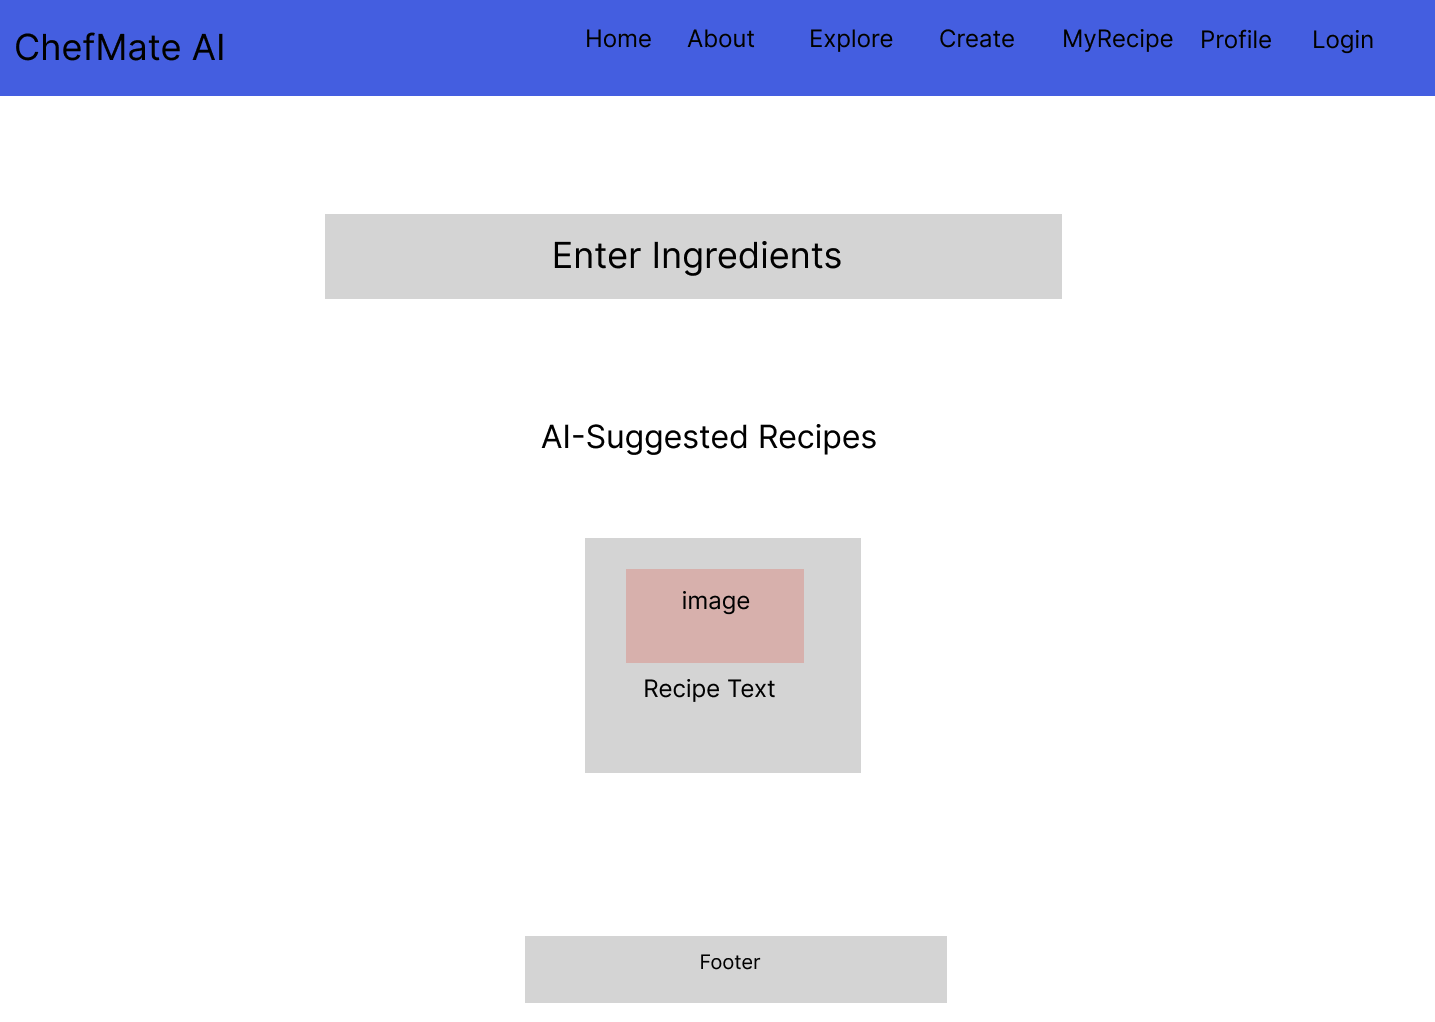 ChefMate AI
Home About Explore Create MyRecipe Profile Login
Enter Ingredients
AI-Suggested Recipes
image
Recipe Text
Footer